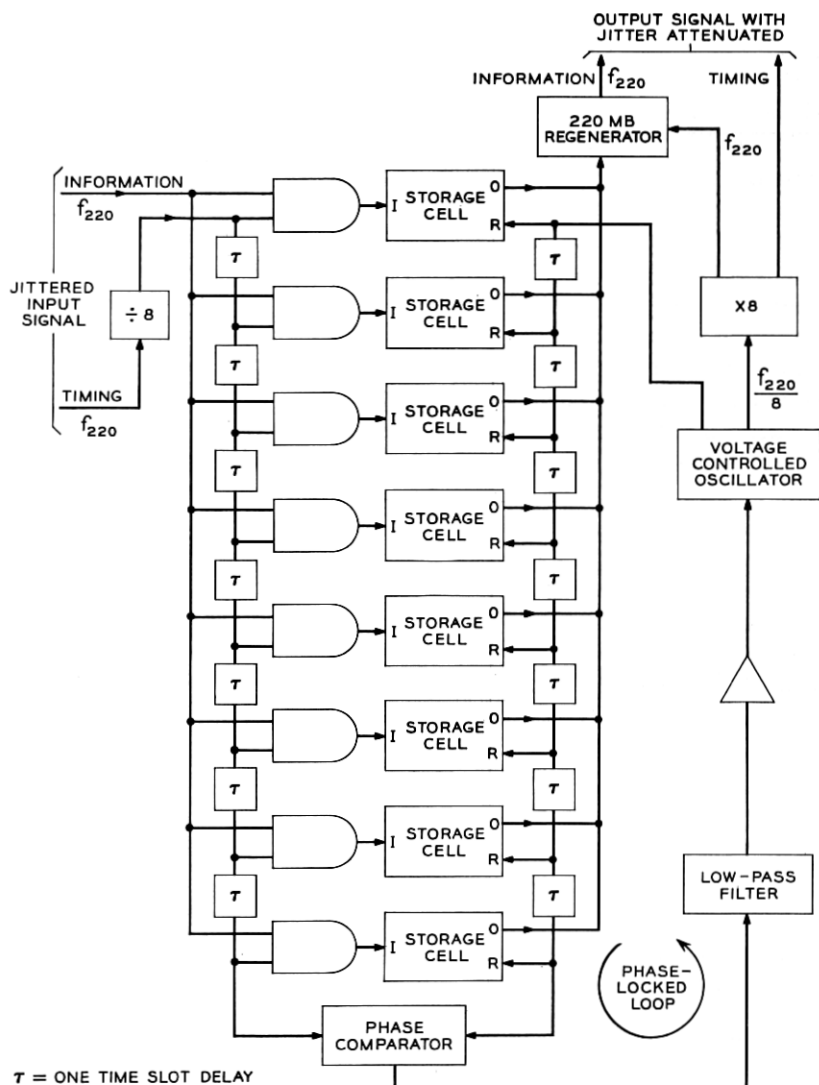 OUTPUT SIGNAL WITH
JITTER ATTENUATED
INFORMATION
f220
TIMING
220 MB
REGENERATOR
f220
INFORMATION
f220
JITTERED
INPUT
SIGNAL
÷ 8
TIMING
f220
I STORAGE CELL O R
τ τ
I STORAGE CELL O R
τ τ
I STORAGE CELL O R
τ τ
I STORAGE CELL O R
τ τ
I STORAGE CELL O R
τ τ
I STORAGE CELL O R
τ τ
I STORAGE CELL O R
τ τ
I STORAGE CELL O R
X8
f220
8
VOLTAGE
CONTROLLED
OSCILLATOR
LOW-PASS
FILTER
PHASE-
LOCKED
LOOP
PHASE
COMPARATOR
τ = ONE TIME SLOT DELAY